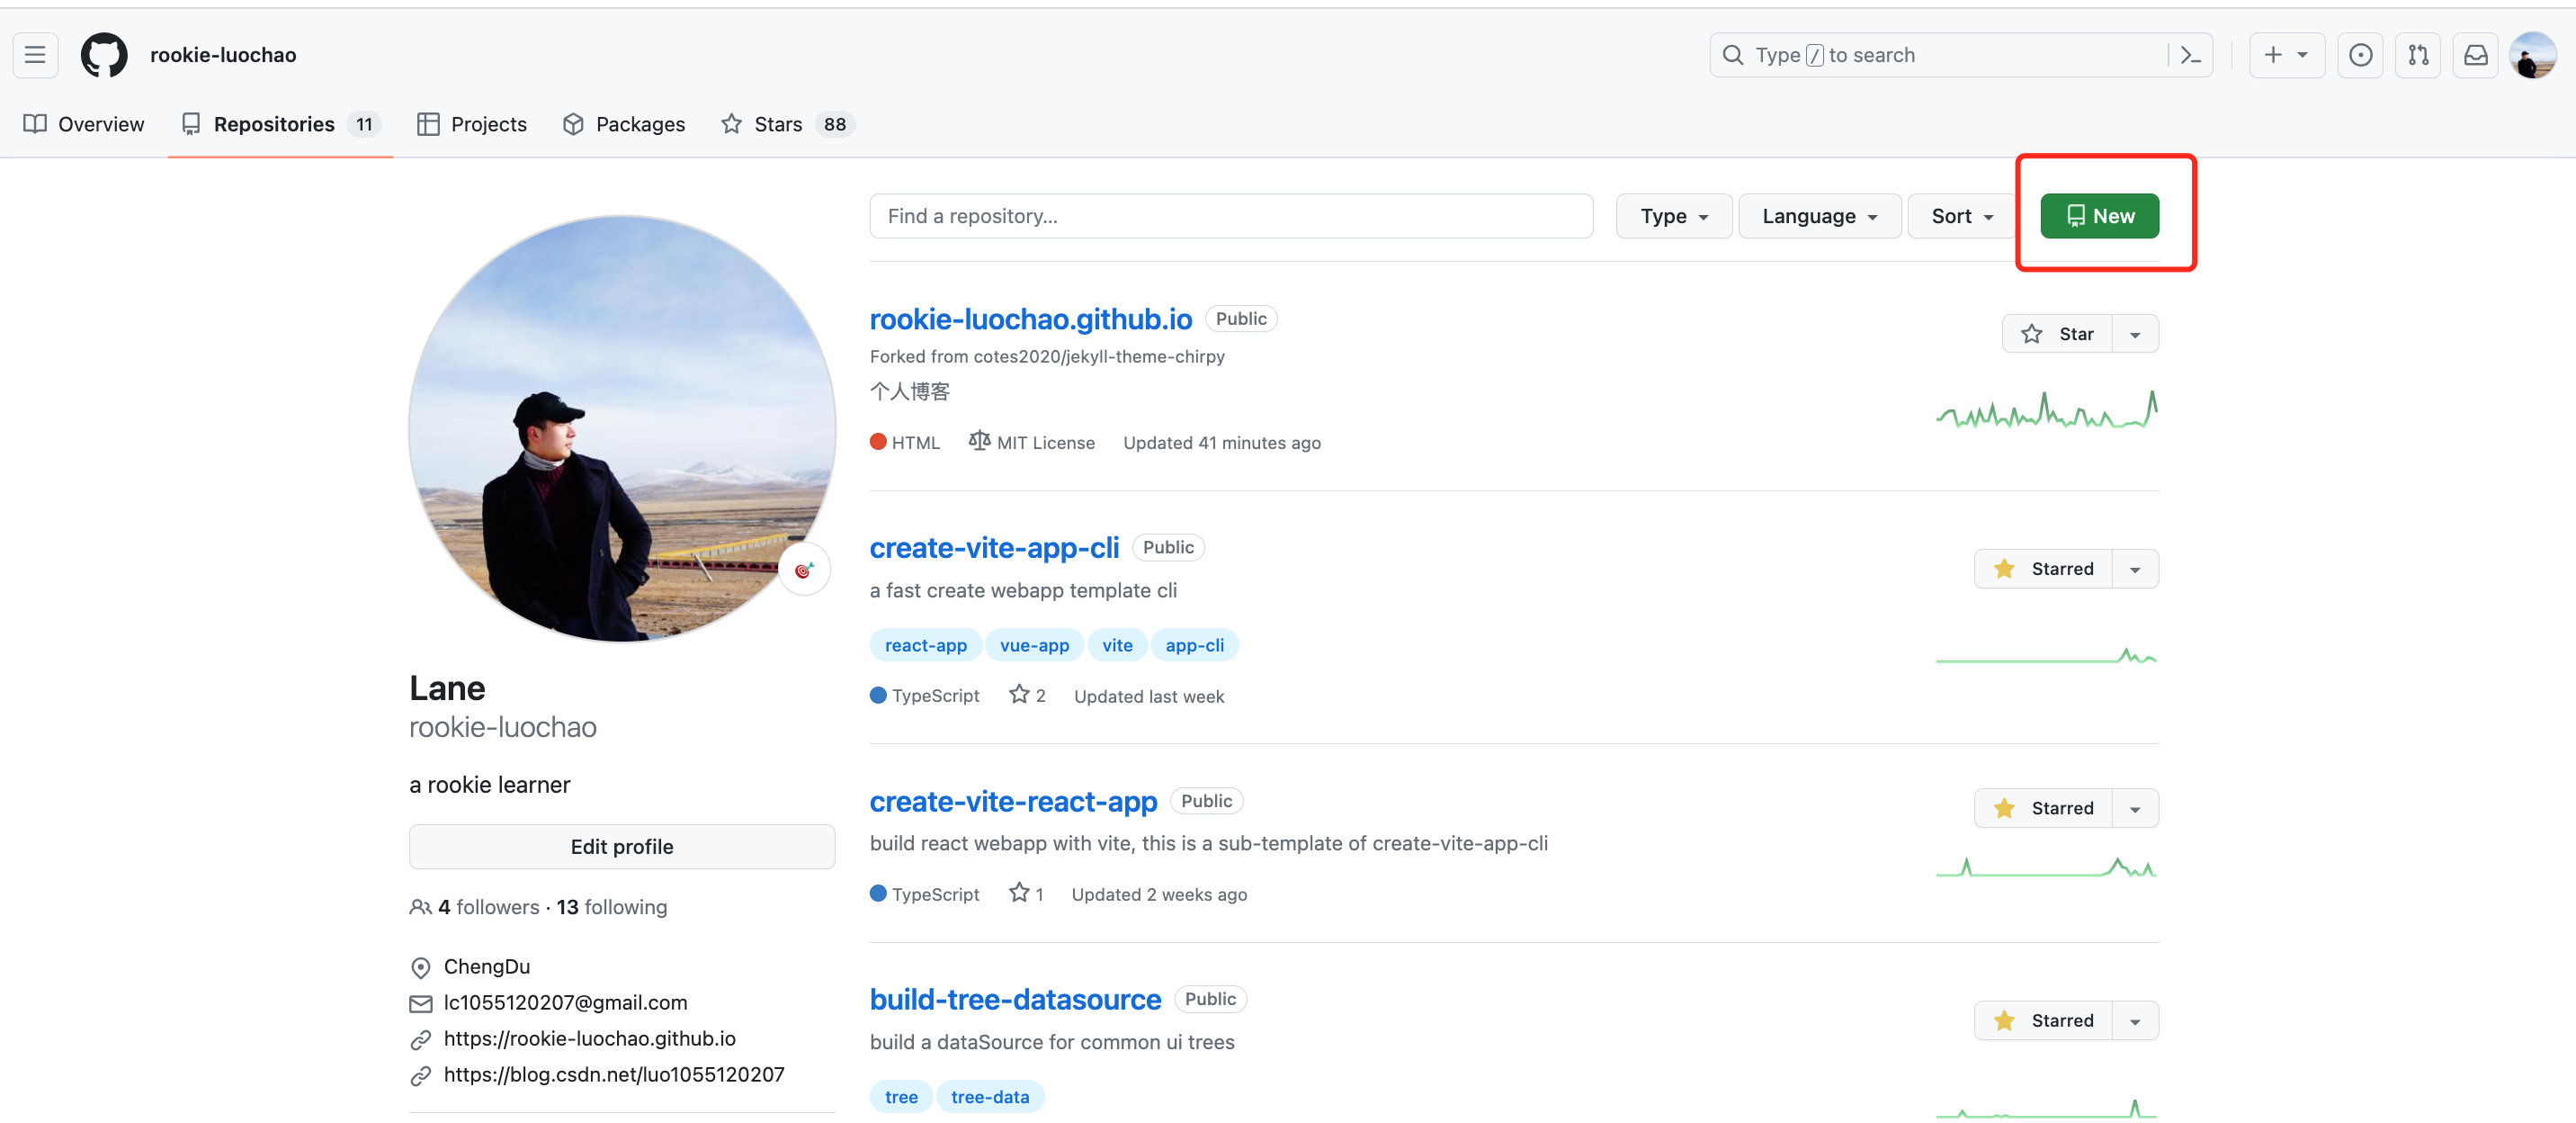 rookie-luochao
Type / to search
Overview
Repositories 11
Projects
Packages
Stars 88
Find a repository...
Type
Language
Sort
New
rookie-luochao.github.io Public
Forked from cotes2020/jekyll-theme-chirpy
个人博客
HTML MIT License Updated 41 minutes ago
Star
create-vite-app-cli Public
a fast create webapp template cli
react-app vue-app vite app-cli
TypeScript 2 Updated last week
Starred
create-vite-react-app Public
build react webapp with vite, this is a sub-template of create-vite-app-cli
TypeScript 1 Updated 2 weeks ago
Starred
build-tree-datasource Public
build a dataSource for common ui trees
tree tree-data
Starred
Lane
rookie-luochao
a rookie learner
Edit profile
4 followers · 13 following
ChengDu
lc1055120207@gmail.com
https://rookie-luochao.github.io
https://blog.csdn.net/luo1055120207